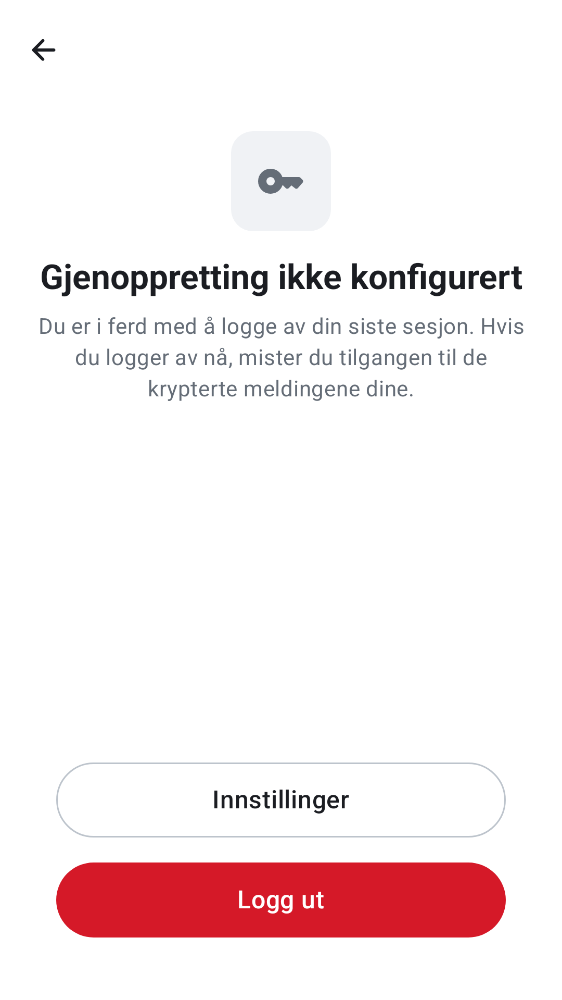 Gjenoppretting ikke konfigurert
Du er i ferd med å logge av din siste sesjon. Hvis
du logger av nå, mister du tilgangen til de
krypterte meldingene dine.
Innstillinger
Logg ut